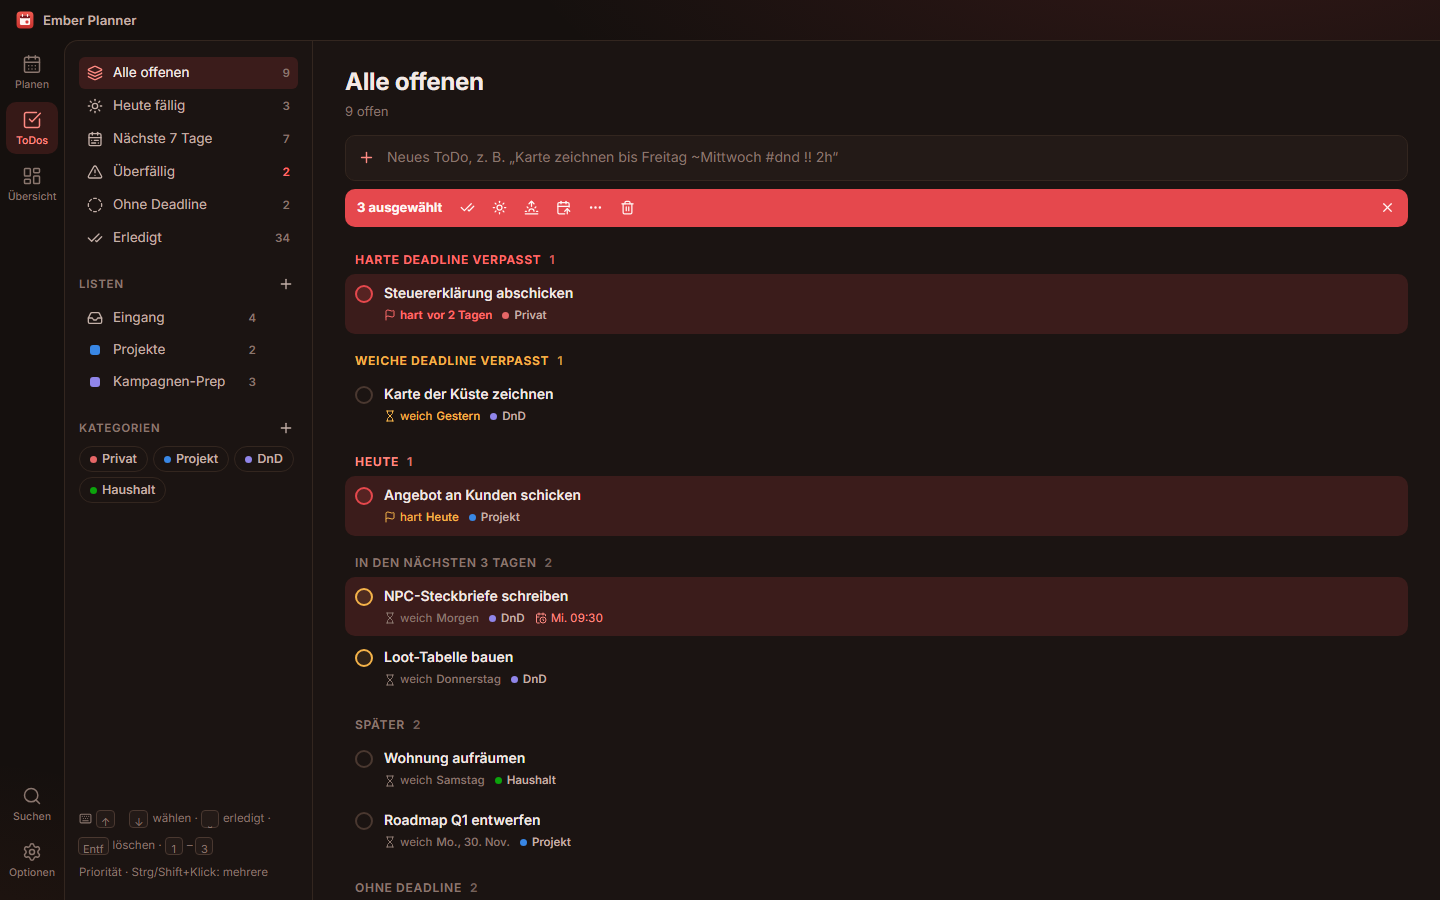 Ember Planner
Planen
ToDos
Übersicht
Suchen
Optionen
Alle offenen 9
Heute fällig 3
Nächste 7 Tage 7
Überfällig 2
Ohne Deadline 2
Erledigt 34
LISTEN
Eingang 4
Projekte 2
Kampagnen-Prep 3
KATEGORIEN
Privat Projekt DnD
Haushalt
↑ ↓ wählen · ␣ erledigt ·
Entf löschen · 1 – 3
Priorität · Strg/Shift+Klick: mehrere
Alle offenen
9 offen
Neues ToDo, z. B. „Karte zeichnen bis Freitag ~Mittwoch #dnd !! 2h“
3 ausgewählt
HARTE DEADLINE VERPASST 1
Steuererklärung abschicken
hart vor 2 Tagen Privat
WEICHE DEADLINE VERPASST 1
Karte der Küste zeichnen
weich Gestern DnD
HEUTE 1
Angebot an Kunden schicken
hart Heute Projekt
IN DEN NÄCHSTEN 3 TAGEN 2
NPC-Steckbriefe schreiben
weich Morgen DnD Mi. 09:30
Loot-Tabelle bauen
weich Donnerstag DnD
SPÄTER 2
Wohnung aufräumen
weich Samstag Haushalt
Roadmap Q1 entwerfen
weich Mo., 30. Nov. Projekt
OHNE DEADLINE 2